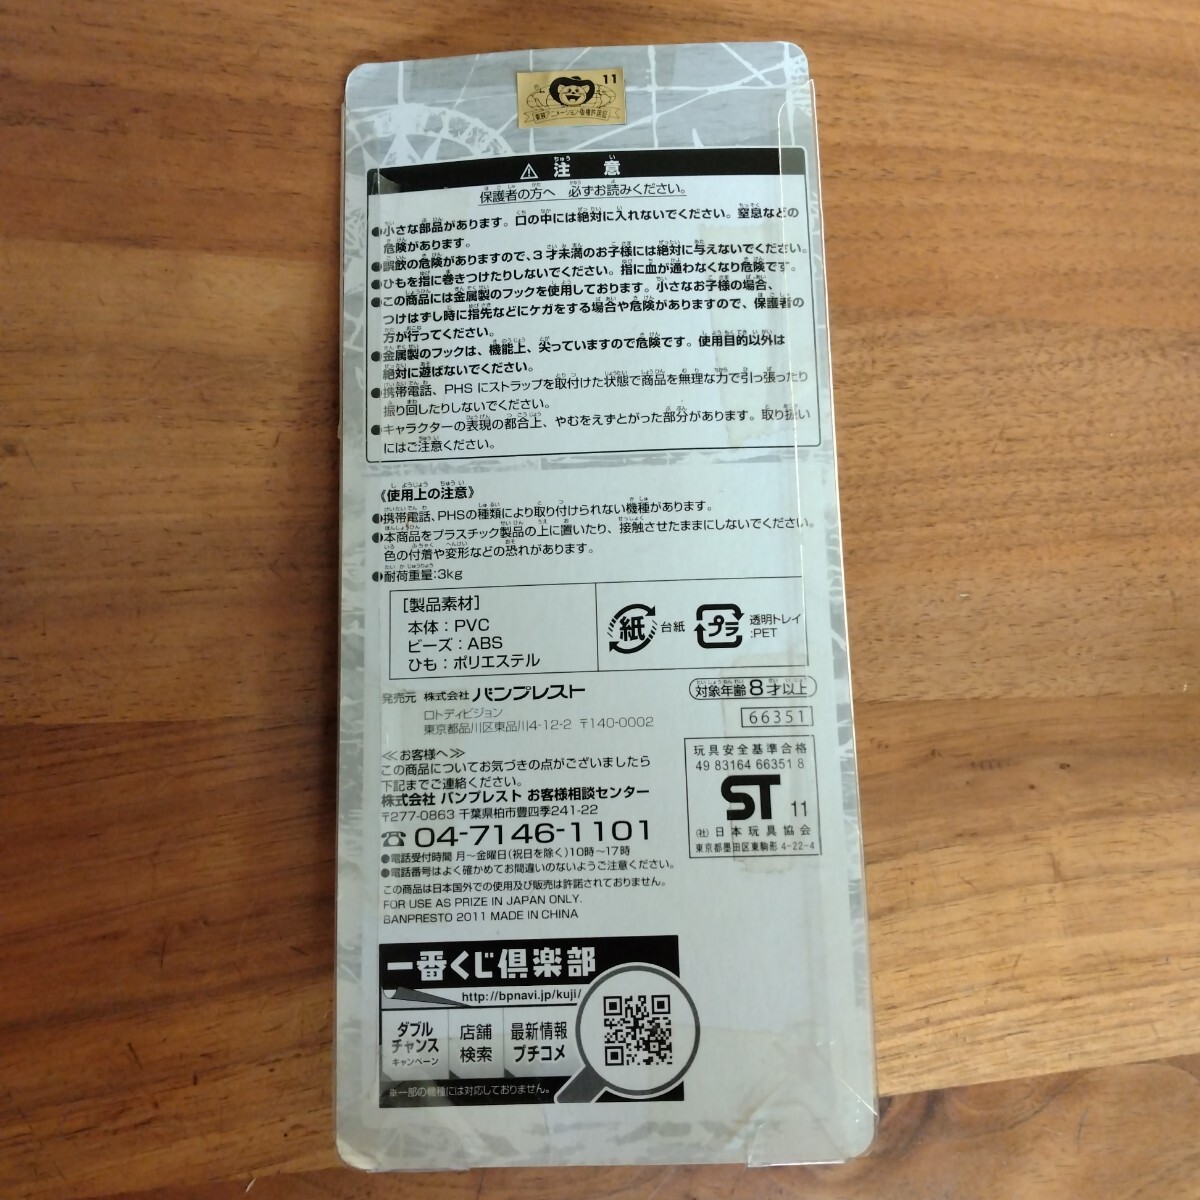 11
東映アニメーション・版権許諾証
⚠注意
保護者の方へ 必ずお読みください。
●小さな部品があります。口の中には絶対に入れないでください。窒息などの
危険があります。
●誤飲の危険がありますので、3才未満のお子様には絶対に与えないでください。
●ひもを指に巻きつけたりしないでください。指に血が通わなくなり危険です。
●この商品には金属製のフックを使用しております。小さなお子様の場合、
つけはずし時に指先などにケガをする場合や危険がありますので、保護者の
方が行ってください。
●金属製のフックは、機能上、尖っていますので危険です。使用目的以外は
絶対に遊ばないでください。
●携帯電話、PHSにストラップを取付けた状態で商品を無理な力で引っ張ったり
振り回したりしないでください。
●キャラクターの表現の都合上、やむをえずとがった部分があります。取り扱い
にはご注意ください。
《使用上の注意》
●携帯電話、PHSの種類により取り付けられない機種があります。
●本商品をプラスチック製品の上に置いたり、接触させたままにしないでください。
色の付着や変形などの恐れがあります。
●耐荷重量:3kg
[製品素材]
本体:PVC
ビーズ:ABS
ひも:ポリエステル
紙 台紙
プラ 透明トレイ
:PET
発売元 株式会社 バンプレスト
ロトディビジョン
東京都品川区東品川4-12-2 〒140-0002
対象年齢8才以上
66351
≪お客様へ≫
この商品についてお気づきの点がございましたら
下記までご連絡ください。
株式会社 バンプレスト お客様相談センター
〒277-0863 千葉県柏市豊四季241-22
☎04-7146-1101
●電話受付時間 月～金曜日(祝日を除く)10時～17時
●電話番号はよく確かめてお間違いのないようご注意ください。
この商品は日本国外での使用及び販売は許諾されておりません。
FOR USE AS PRIZE IN JAPAN ONLY.
BANPRESTO 2011 MADE IN CHINA
玩具安全基準合格
49 83164 66351 8
ST 11
(社)日本玩具協会
東京都墨田区東駒形 4-22-4
一番くじ倶楽部
http://bpnavi.jp/kuji/
ダブル
チャンス
キャンペーン
店舗
検索
最新情報
プチコメ
※一部の機種には対応しておりません。